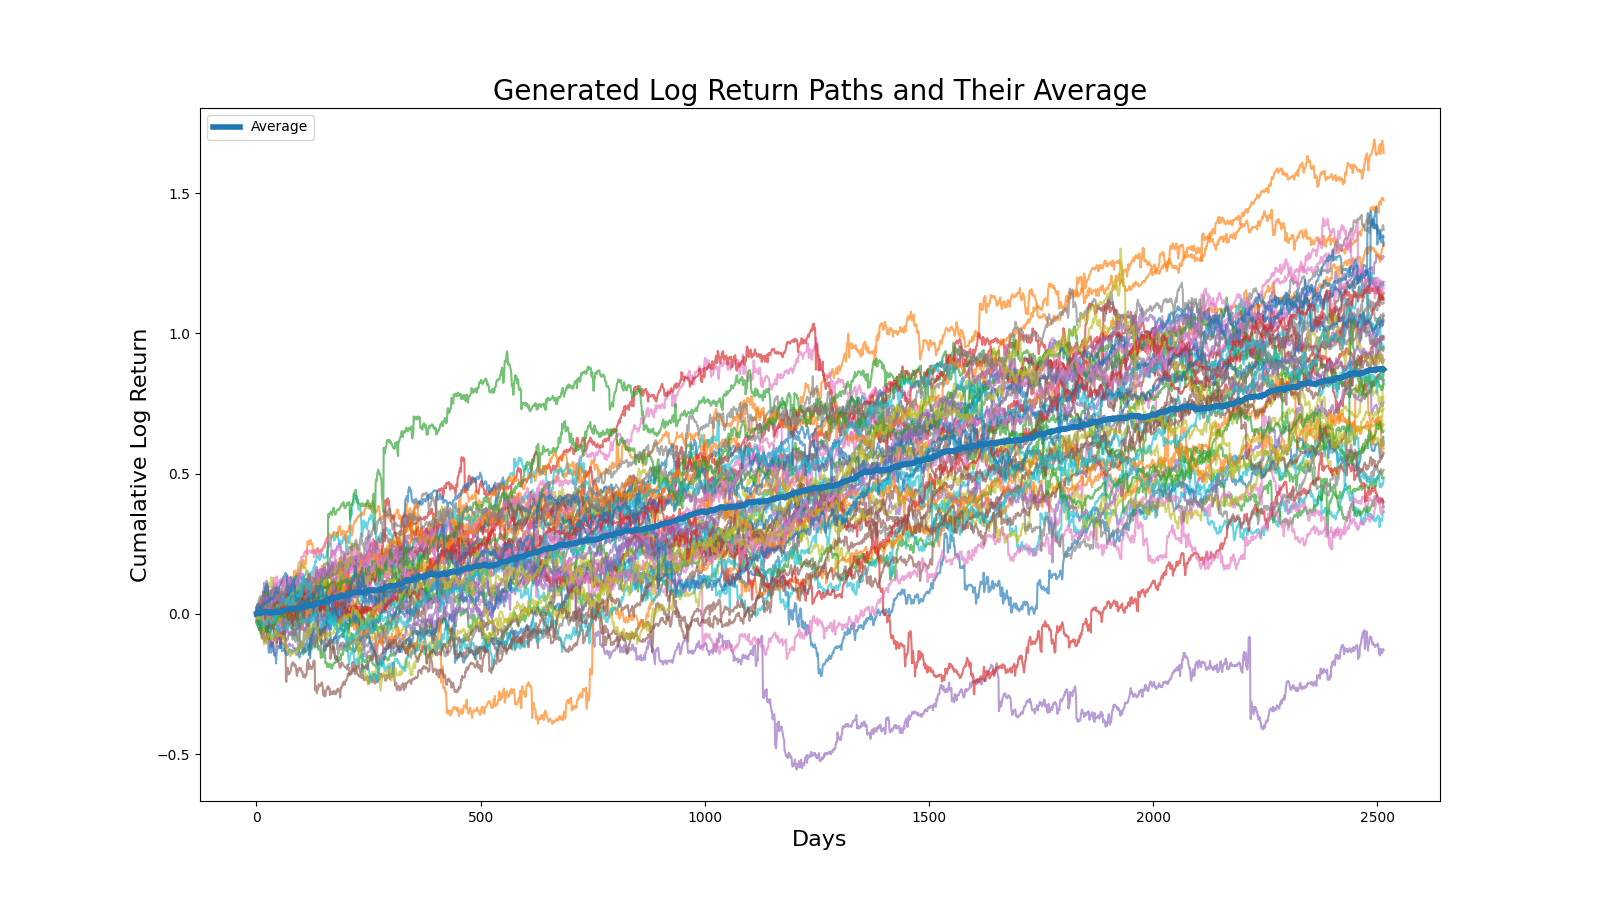 Generated Log Return Paths and Their Average
Average
1.5
1.0
0.5
0.0
−0.5
Cumalative Log Return
0
500
1000
1500
2000
2500
Days